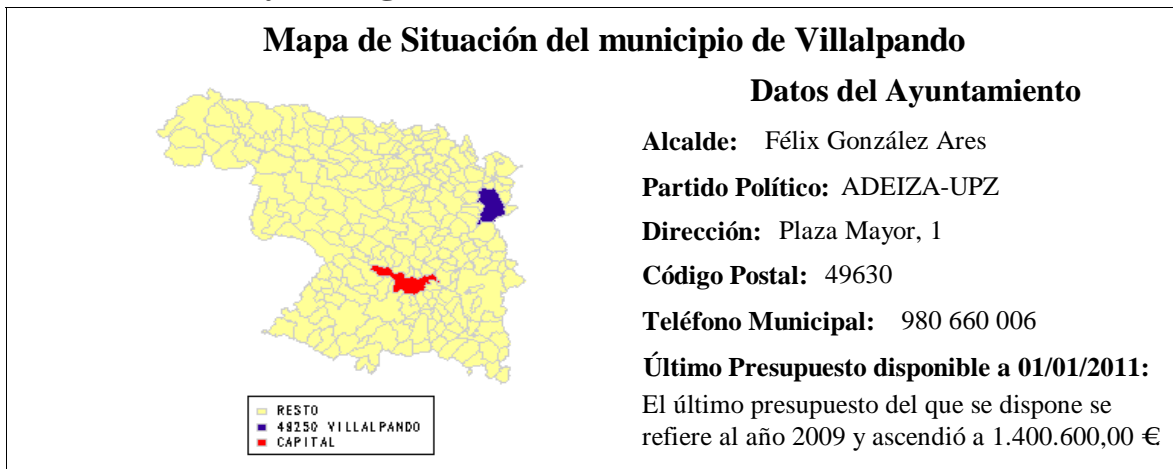 Mapa de Situación del municipio de Villalpando
Datos del Ayuntamiento
Alcalde: Félix González Ares
Partido Político: ADEIZA-UPZ
Dirección: Plaza Mayor, 1
Código Postal: 49630
Teléfono Municipal: 980 660 006
Último Presupuesto disponible a 01/01/2011:
El último presupuesto del que se dispone se
refiere al año 2009 y ascendió a 1.400.600,00 €
RESTO
49250 VILLALPANDO
CAPITAL